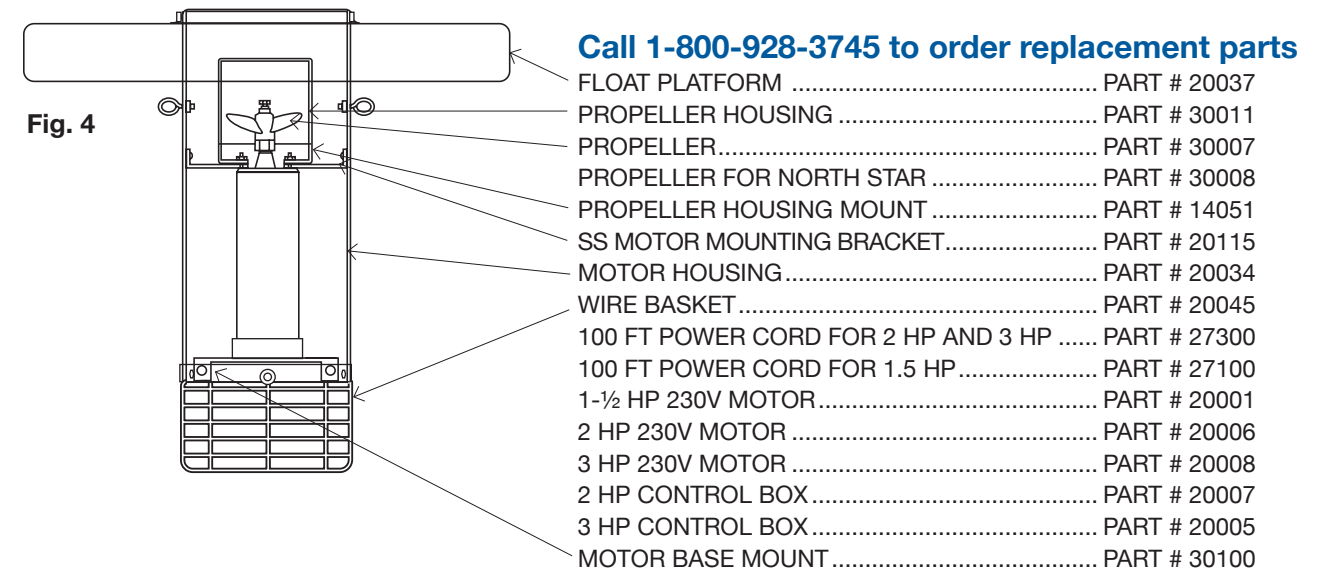 Call 1-800-928-3745 to order replacement parts
FLOAT PLATFORM ............................................... PART # 20037
Fig. 4
PROPELLER HOUSING ........................................ PART # 30011
PROPELLER.......................................................... PART # 30007
PROPELLER FOR NORTH STAR ......................... PART # 30008
PROPELLER HOUSING MOUNT ......................... PART # 14051
SS MOTOR MOUNTING BRACKET....................... PART # 20115
MOTOR HOUSING................................................ PART # 20034
WIRE BASKET....................................................... PART # 20045
100 FT POWER CORD FOR 2 HP AND 3 HP ...... PART # 27300
100 FT POWER CORD FOR 1.5 HP..................... PART # 27100
1-½ HP 230V MOTOR........................................... PART # 20001
2 HP 230V MOTOR ............................................... PART # 20006
3 HP 230V MOTOR ............................................... PART # 20008
2 HP CONTROL BOX ............................................ PART # 20007
3 HP CONTROL BOX ............................................ PART # 20005
MOTOR BASE MOUNT......................................... PART # 30100